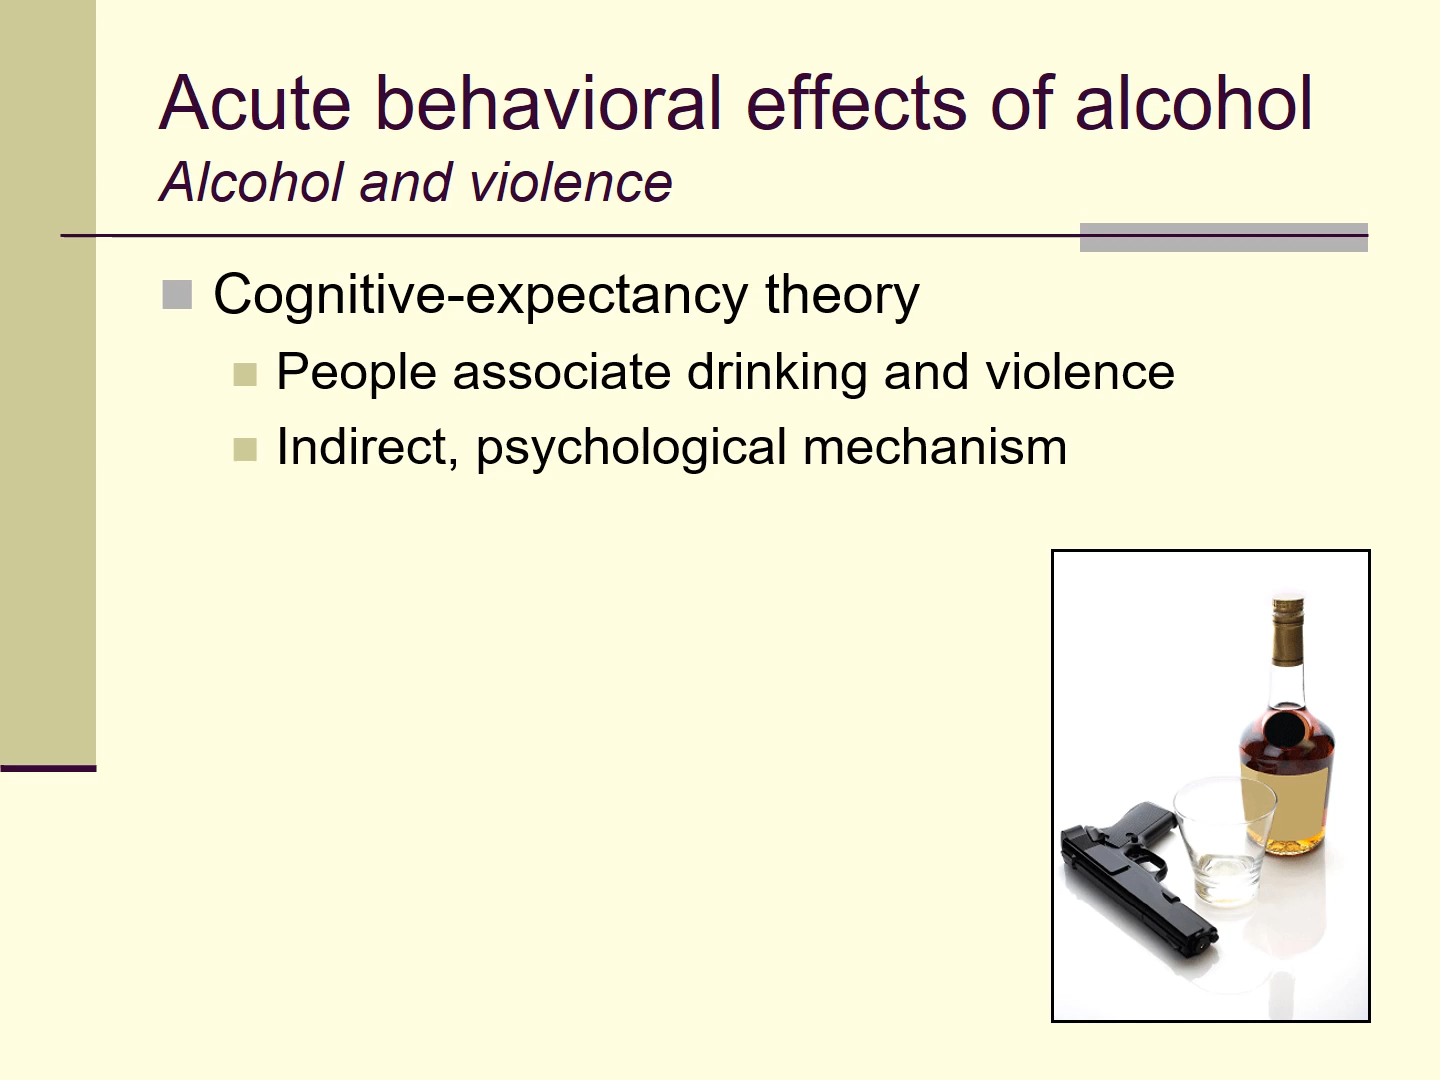 Acute behavioral effects of alcohol
Alcohol and violence
Cognitive-expectancy theory
People associate drinking and violence
Indirect, psychological mechanism